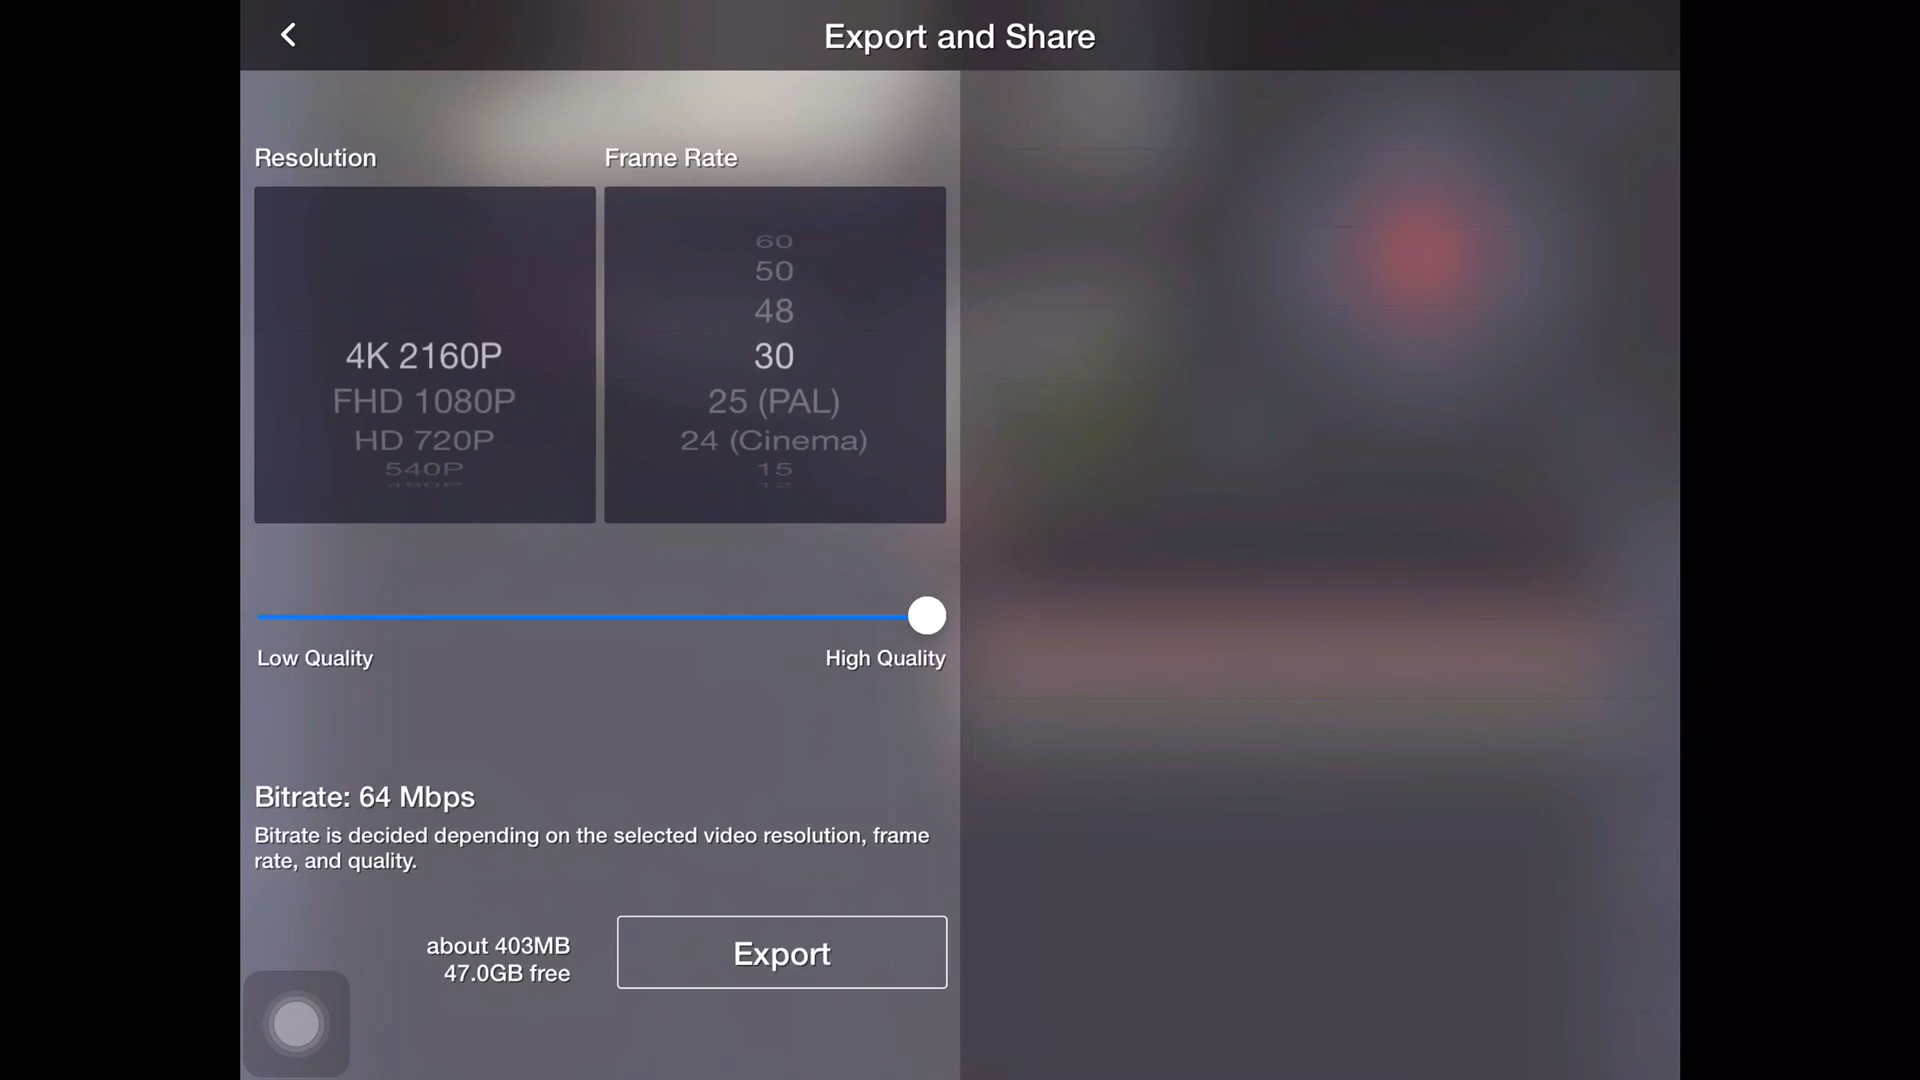 Export and Share
Resolution
Frame Rate
4K 2160P
FHD 1080P
HD 720P
540P
480P
60
50
48
30
25 (PAL)
24 (Cinema)
15
12
Low Quality
High Quality
Bitrate: 64 Mbps
Bitrate is decided depending on the selected video resolution, frame
rate, and quality.
about 403MB
47.0GB free
Export